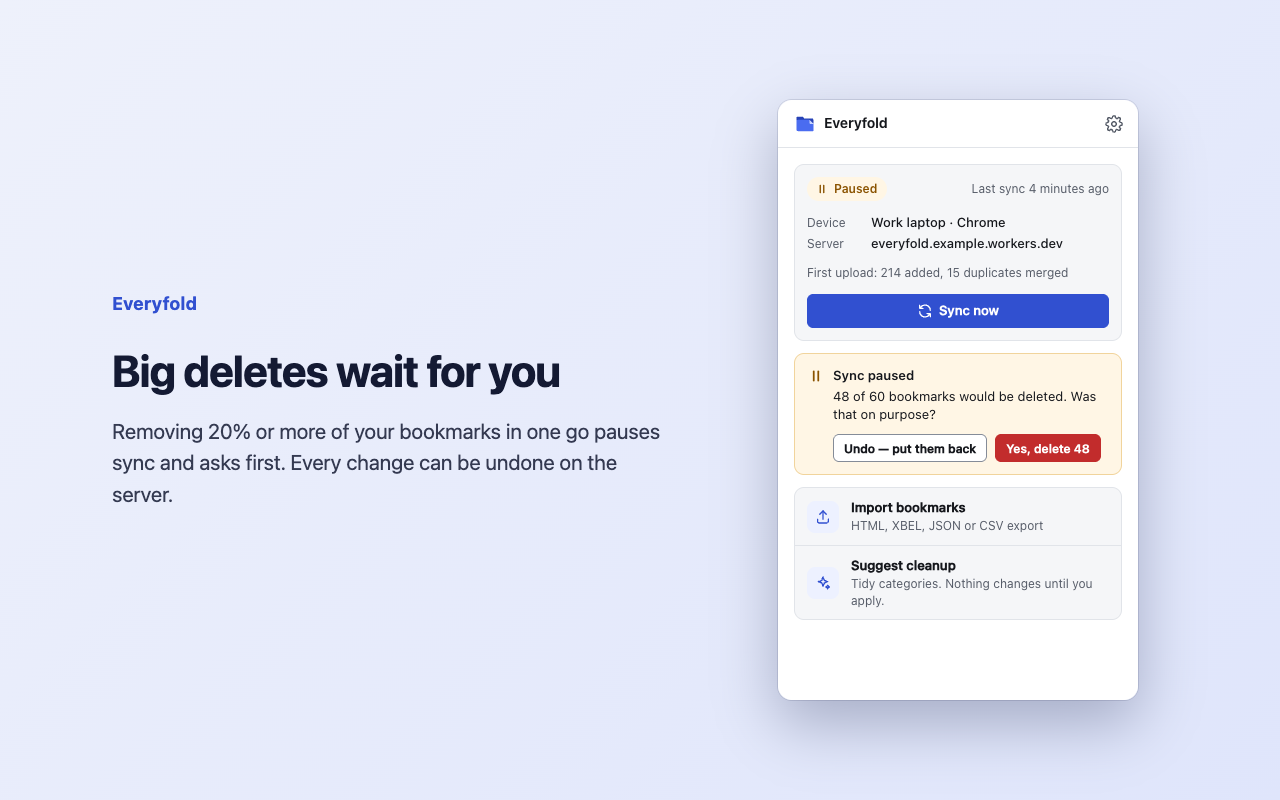 Everyfold
Big deletes wait for you
Removing 20% or more of your bookmarks in one go pauses
sync and asks first. Every change can be undone on the
server.
Everyfold
Paused
Last sync 4 minutes ago
Device Work laptop · Chrome
Server everyfold.example.workers.dev
First upload: 214 added, 15 duplicates merged
Sync now
Sync paused
48 of 60 bookmarks would be deleted. Was
that on purpose?
Undo — put them back
Yes, delete 48
Import bookmarks
HTML, XBEL, JSON or CSV export
Suggest cleanup
Tidy categories. Nothing changes until you
apply.